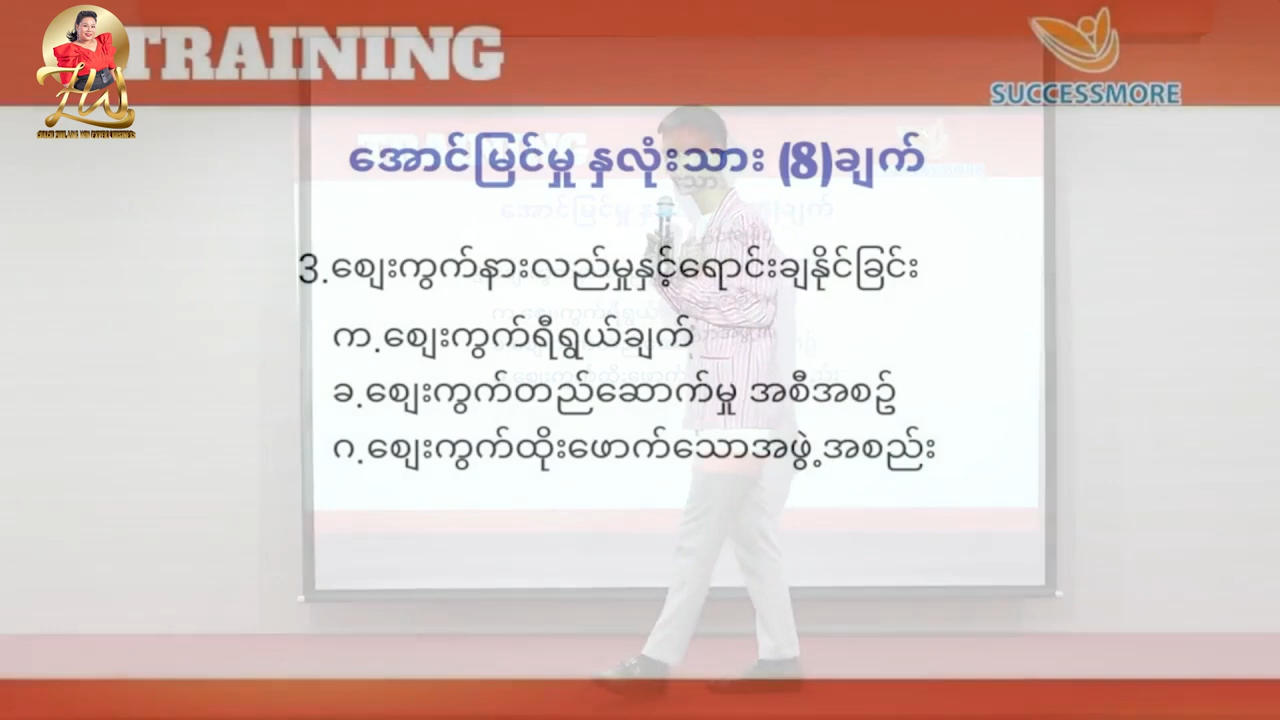 TRAINING
SUCCESSMORE
အောင်မြင်မှု နှလုံးသား (8)ချက်
3.ဈေးကွက်နားလည်မှုနှင့်ရောင်းချနိုင်ခြင်း
က.ဈေးကွက်ရီရွယ်ချက်
ခ.ဈေးကွက်တည်ဆောက်မှု အစီအစဉ်
ဂ.ဈေးကွက်ထိုးဖောက်သောအဖွဲ့အစည်း